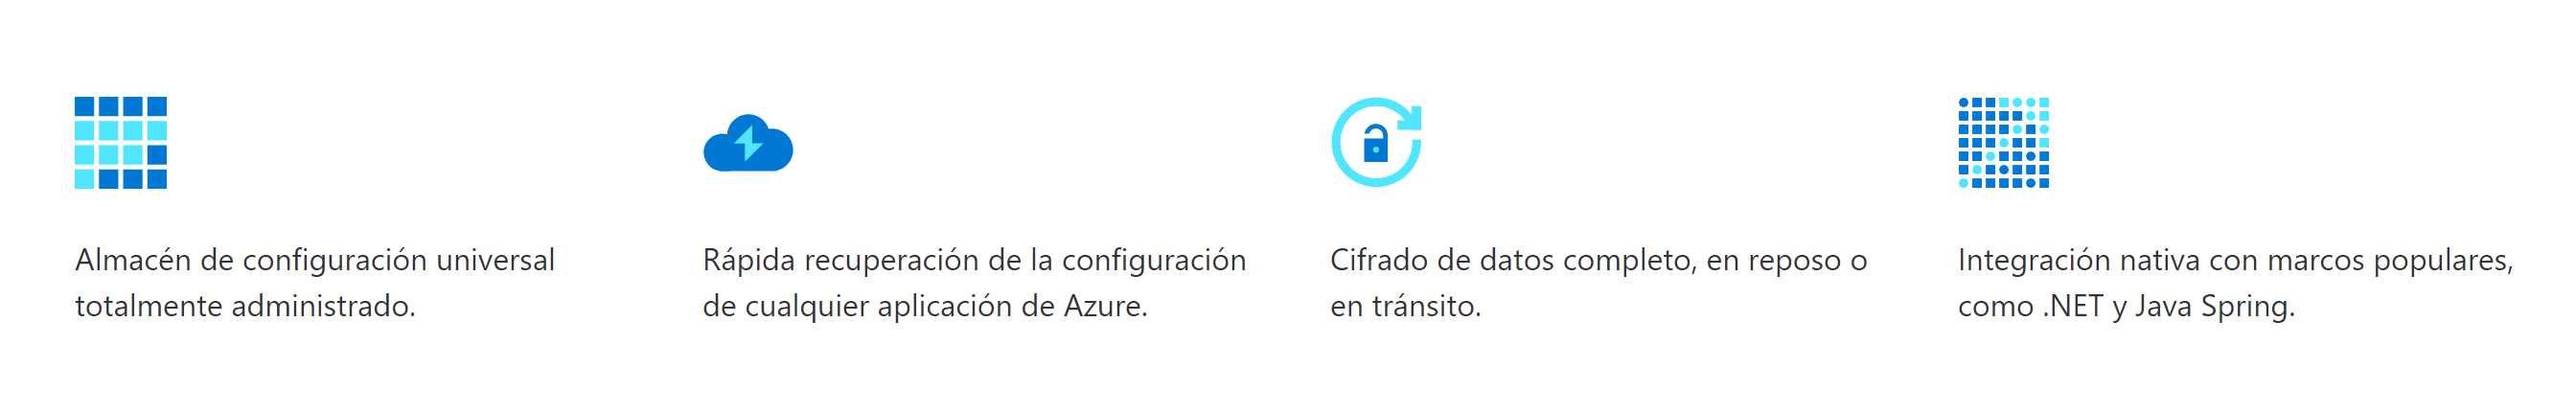 Almacén de configuración universal
totalmente administrado.
Rápida recuperación de la configuración
de cualquier aplicación de Azure.
Cifrado de datos completo, en reposo o
en tránsito.
Integración nativa con marcos populares,
como .NET y Java Spring.